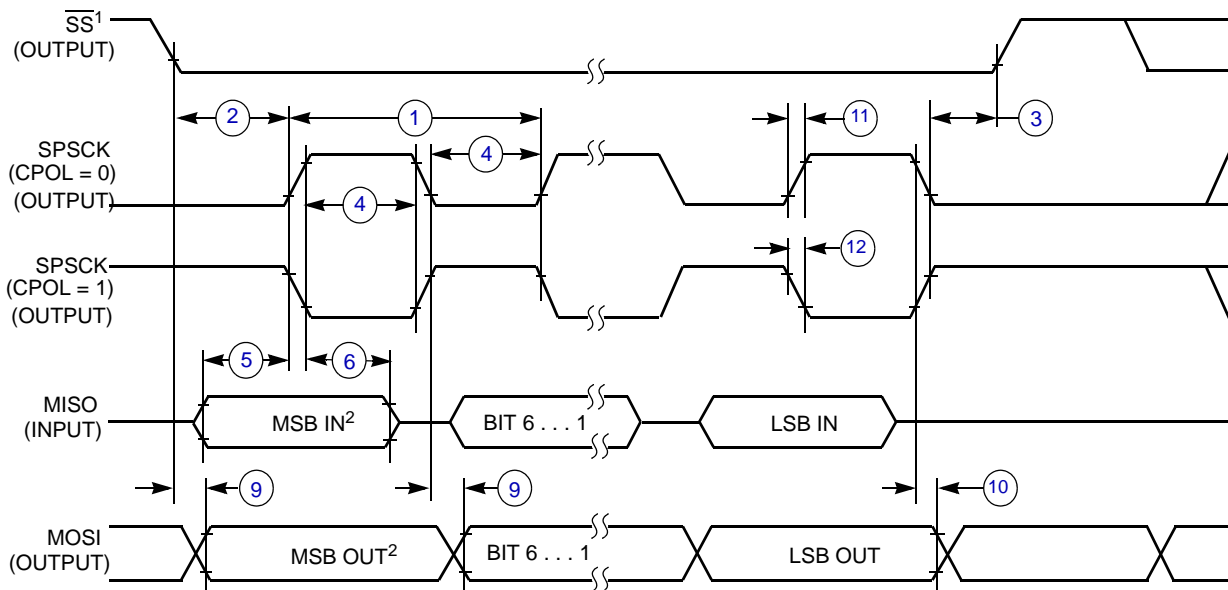 SS1
(OUTPUT)
2
1
11
3
SPSCK
(CPOL = 0)
(OUTPUT)
4
4
SPSCK
(CPOL = 1)
(OUTPUT)
12
5
6
MISO
(INPUT)
MSB IN2
BIT 6 . . . 1
LSB IN
9
9
10
MOSI
(OUTPUT)
MSB OUT2
BIT 6 . . . 1
LSB OUT